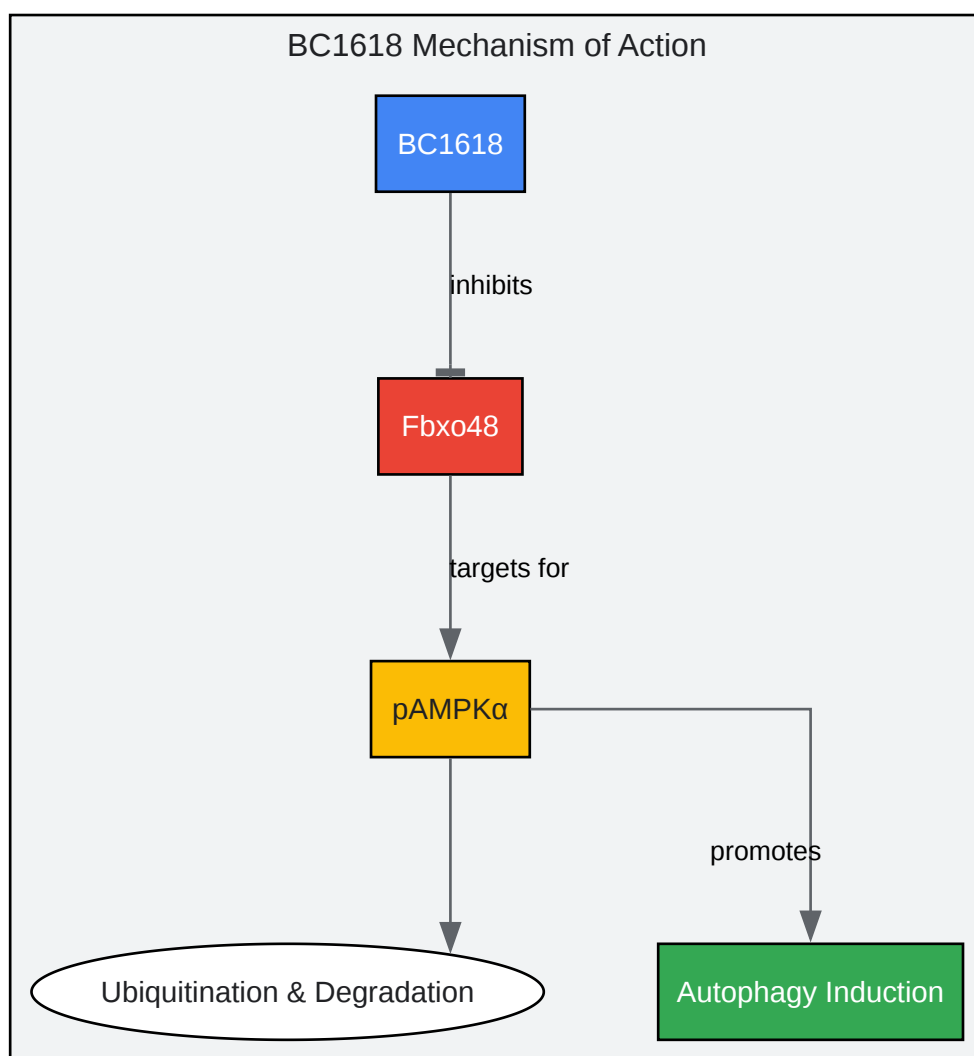 BC1618 Mechanism of Action
BC1618
inhibits
Fbxo48
targets for
pAMPKα
promotes
Ubiquitination & Degradation
Autophagy Induction